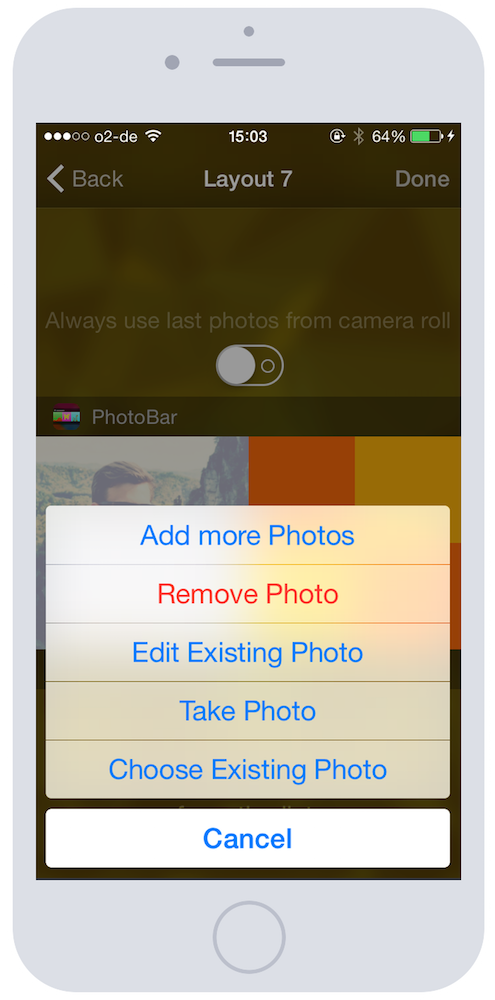 o2-de 15:03 64%
Back Layout 7 Done
Always use last photos from camera roll
PhotoBar
Add more Photos
Remove Photo
Edit Existing Photo
Take Photo
Choose Existing Photo
Cancel